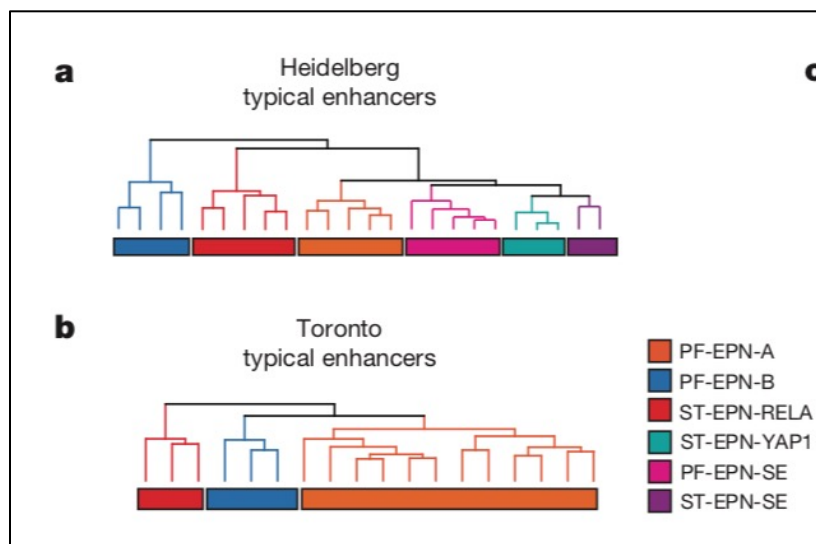 a
Heidelberg
typical enhancers
c
b
Toronto
typical enhancers
PF-EPN-A
PF-EPN-B
ST-EPN-RELA
ST-EPN-YAP1
PF-EPN-SE
ST-EPN-SE